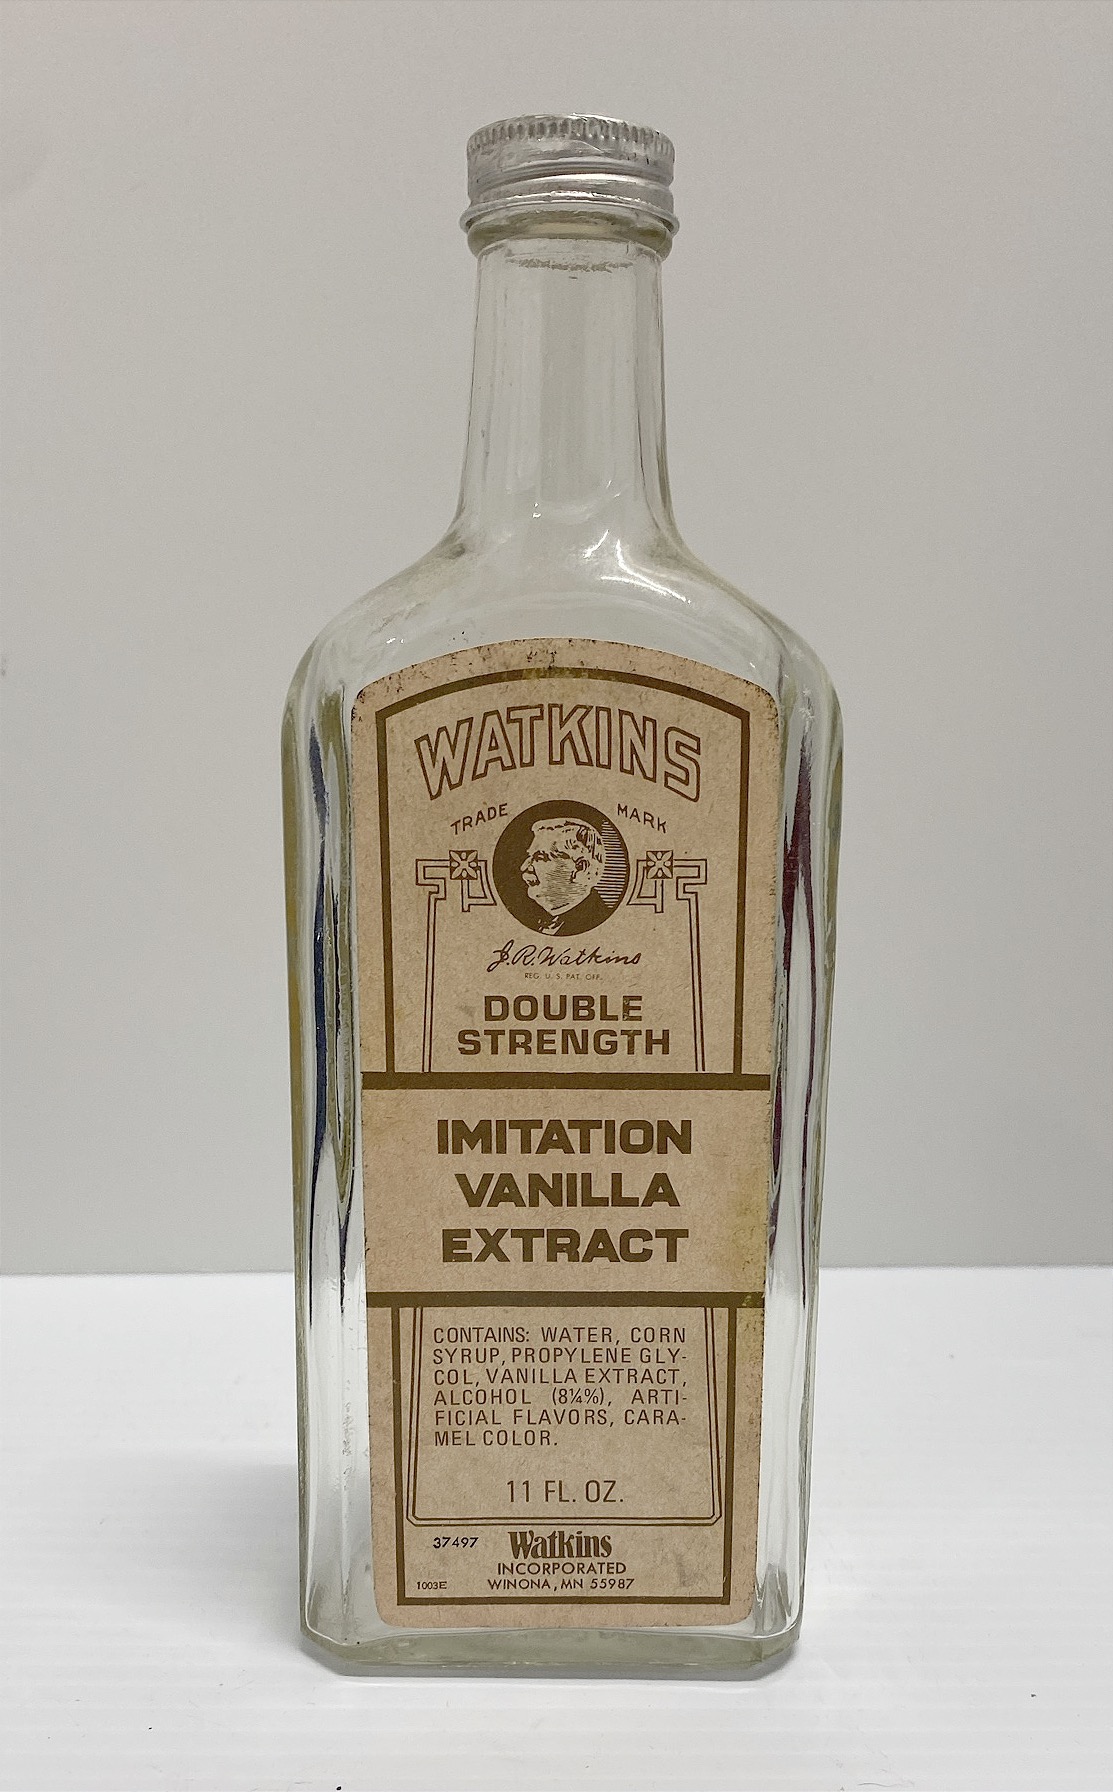 WATKINS
TRADE MARK
J.R. Watkins
REG. U. S. PAT. OFF.
DOUBLE
STRENGTH
IMITATION
VANILLA
EXTRACT
CONTAINS: WATER, CORN
SYRUP, PROPYLENE GLY-
COL, VANILLA EXTRACT,
ALCOHOL (8¼%), ARTI-
FICIAL FLAVORS, CARA-
MEL COLOR.
11 FL. OZ.
37497 Watkins
INCORPORATED
1003E WINONA, MN 55987